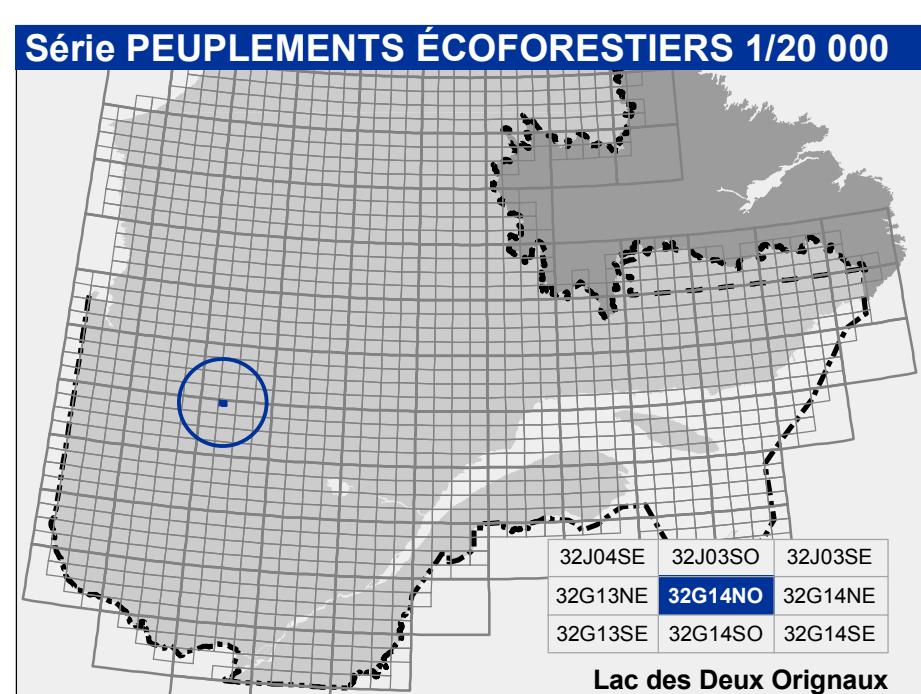 Série PEUPLEMENTS ÉCOFORESTIERS 1/20 000
32J04SE 32J03SO 32J03SE
32G13NE 32G14NO 32G14NE
32G13SE 32G14SO 32G14SE
Lac des Deux Orignaux